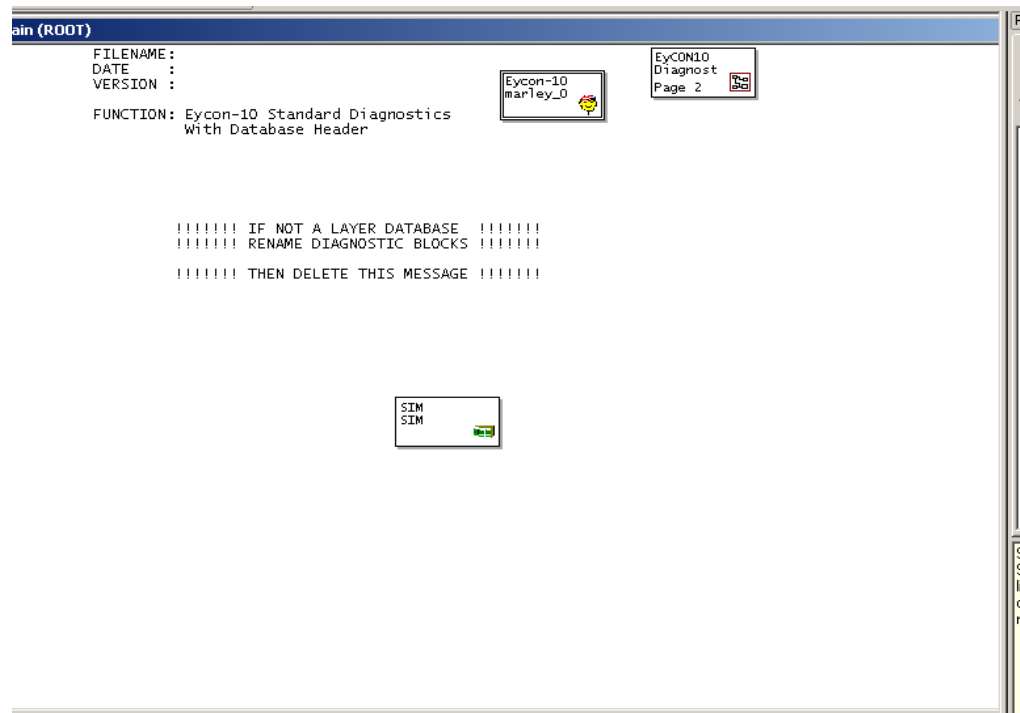 ain (ROOT)
FILENAME:
DATE    :
VERSION :
FUNCTION: Eycon-10 Standard Diagnostics
With Database Header
Eycon-10
marley_0
EyCON10
Diagnost
Page 2
!!!!!!! IF NOT A LAYER DATABASE  !!!!!!!
!!!!!!! RENAME DIAGNOSTIC BLOCKS !!!!!!!
!!!!!!! THEN DELETE THIS MESSAGE !!!!!!!
SIM
SIM